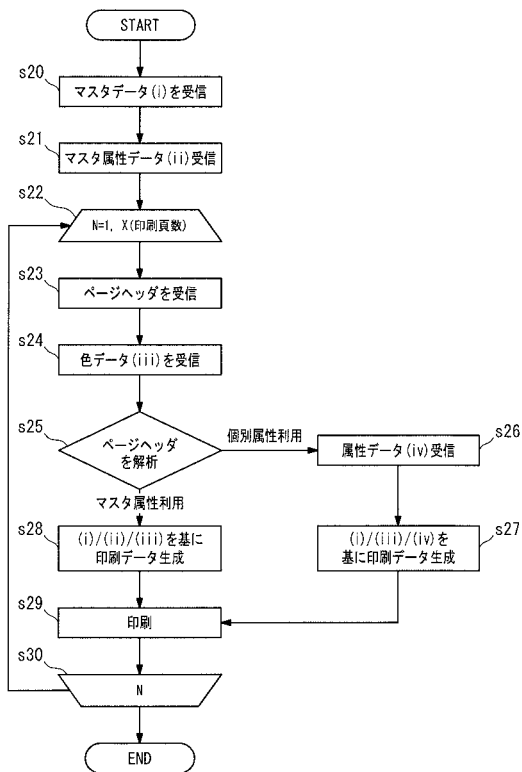 START
s20
マスタデータ(i)を受信
s21
マスタ属性データ(ii)受信
s22
N=1, X(印刷頁数)
s23
ページヘッダを受信
s24
色データ(iii)を受信
s25
ページヘッダ
を解析
個別属性利用
s26
属性データ(iv)受信
マスタ属性利用
s28
(i)/(ii)/(iii)を基に
印刷データ生成
s27
(i)/(iii)/(iv)を
基に印刷データ生成
s29
印刷
s30
N
END